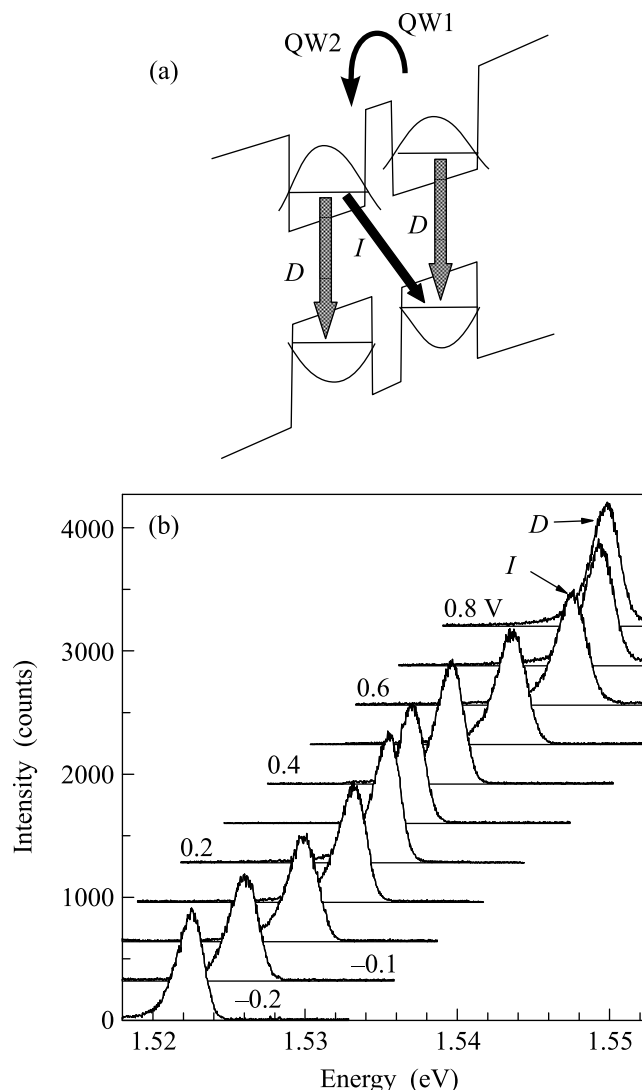 (a)
QW2
QW1
D
I
D
(b)
4000
3000
2000
1000
0
Intensity (counts)
D
I
0.8 V
0.6
0.4
0.2
–0.1
–0.2
1.52
1.53
1.54
1.55
Energy (eV)